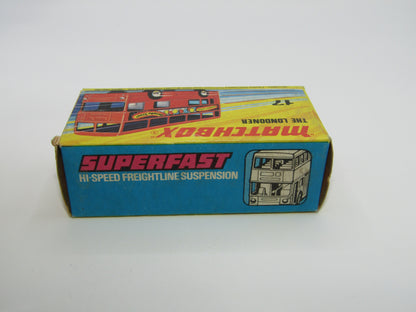 MATCHBOX®
THE LONDONER
17
SUPERFAST
HI-SPEED FREIGHTLINE SUSPENSION